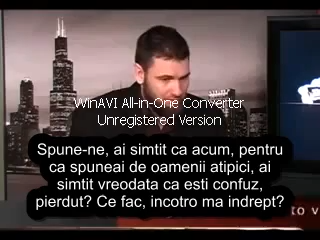 WinAVI All-in-One Converter
Unregistered Version
Spune-ne, ai simtit ca acum, pentru
ca spuneai de oamenii atipici, ai
simtit vreodata ca esti confuz,
pierdut? Ce fac, incotro ma indrept?
to v